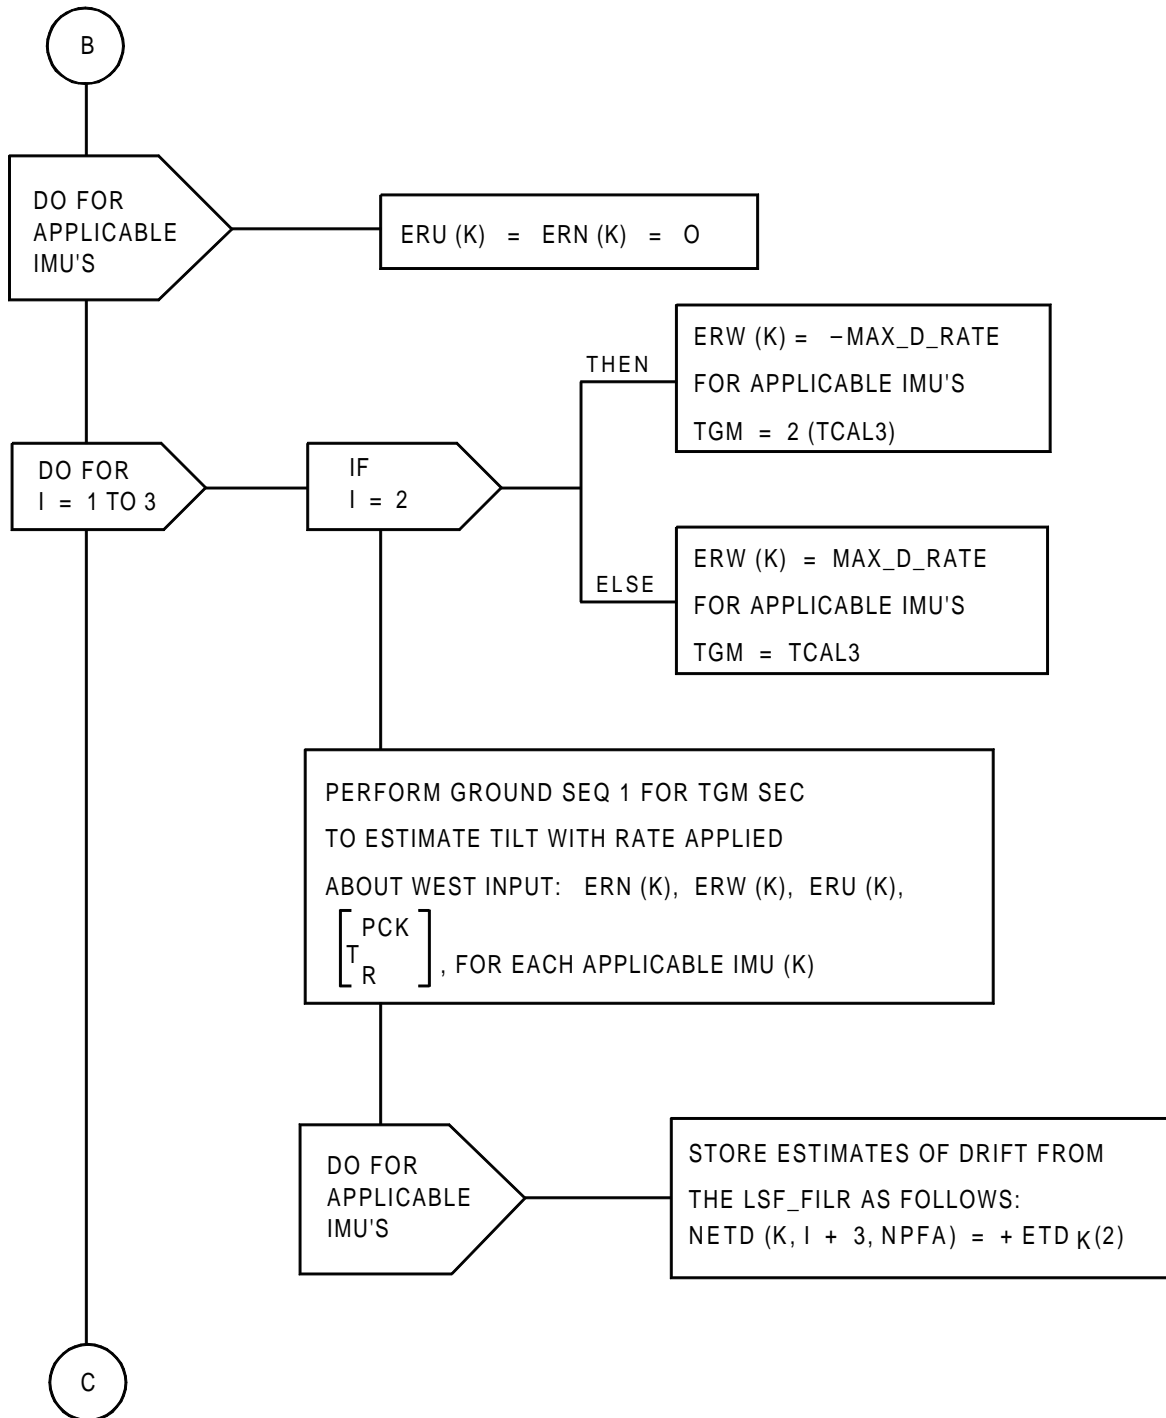 B
DO FOR
APPLICABLE
IMU'S
ERU (K) = ERN (K) = O
DO FOR
I = 1 TO 3
IF
I = 2
THEN
ERW (K) = –MAX_D_RATE
FOR APPLICABLE IMU'S
TGM = 2 (TCAL3)
ELSE
ERW (K) = MAX_D_RATE
FOR APPLICABLE IMU'S
TGM = TCAL3
PERFORM GROUND SEQ 1 FOR TGM SEC
TO ESTIMATE TILT WITH RATE APPLIED
ABOUT WEST INPUT: ERN (K), ERW (K), ERU (K),
PCK
T
R
, FOR EACH APPLICABLE IMU (K)
DO FOR
APPLICABLE
IMU'S
STORE ESTIMATES OF DRIFT FROM
THE LSF_FILR AS FOLLOWS:
NETD (K, I + 3, NPFA) = + ETD K(2)
C